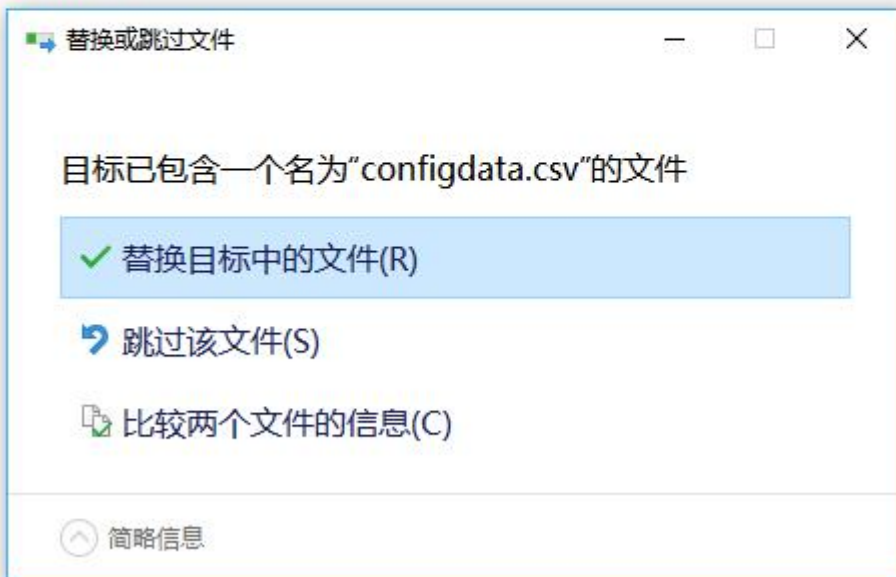 替换或跳过文件
目标已包含一个名为“configdata.csv”的文件
替换目标中的文件(R)
跳过该文件(S)
比较两个文件的信息(C)
简略信息